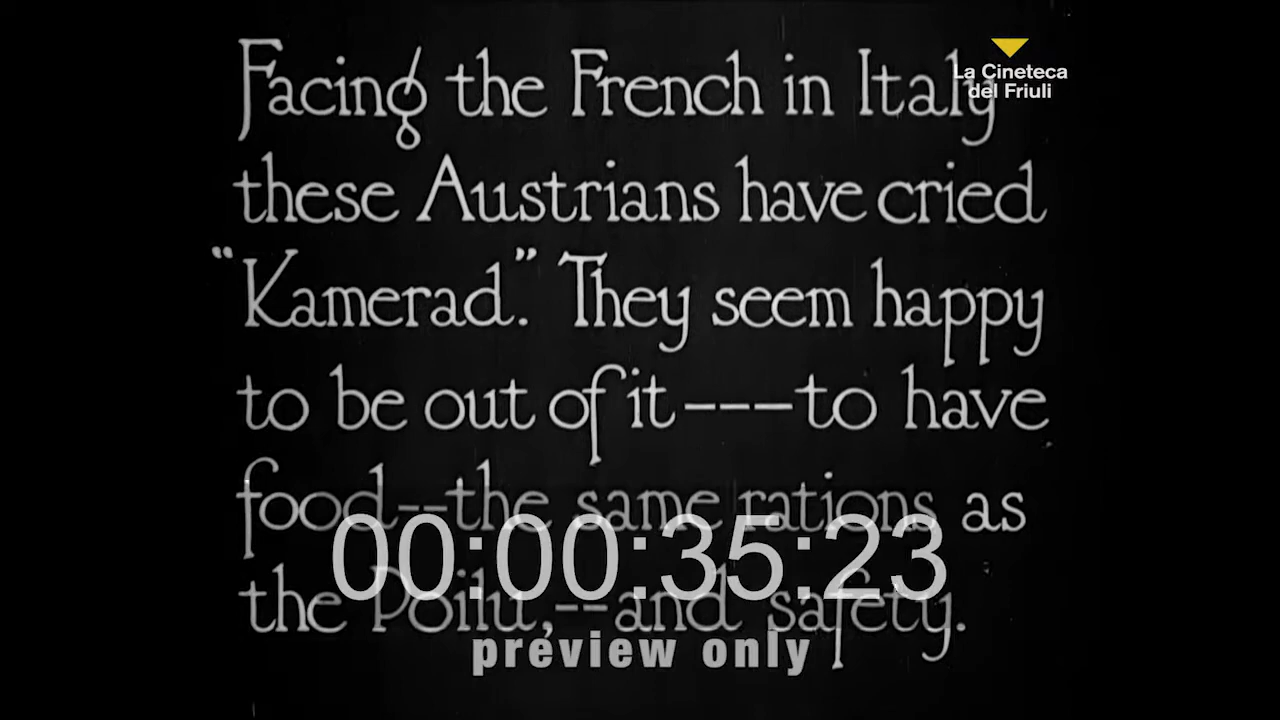 Facing the French in Italy
La Cineteca
del Friuli
these Austrians have cried
"Kamerad." They seem happy
to be out of it---to have
food--the same rations as
00:00:35:23
the Poilu,--and safety.
preview only